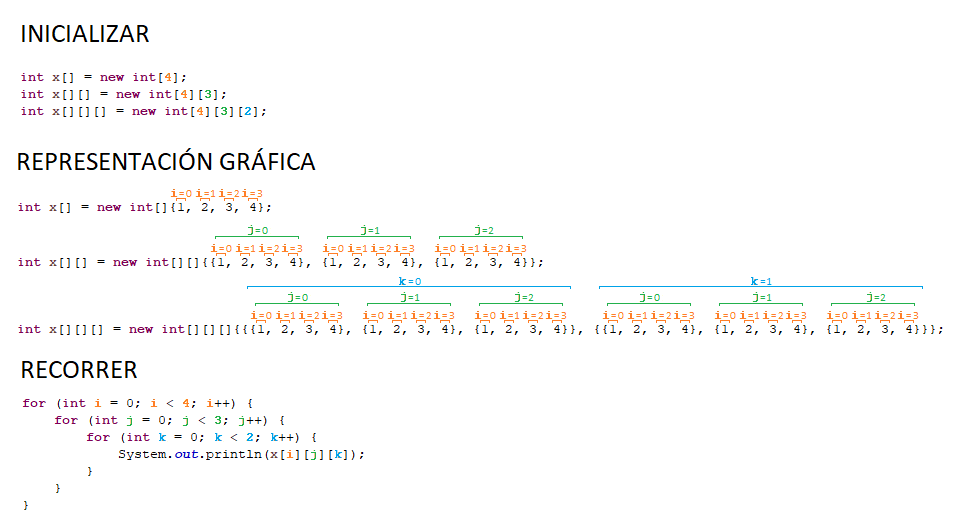 INICIALIZAR
int x[] = new int[4];
int x[][] = new int[4][3];
int x[][][] = new int[4][3][2];
REPRESENTACIÓN GRÁFICA
i=0 i=1 i=2 i=3
int x[] = new int[]{1, 2, 3, 4};
j=0 j=1 j=2
i=0 i=1 i=2 i=3 i=0 i=1 i=2 i=3 i=0 i=1 i=2 i=3
int x[][] = new int[][]{{1, 2, 3, 4}, {1, 2, 3, 4}, {1, 2, 3, 4}};
k=0 k=1
j=0 j=1 j=2 j=0 j=1 j=2
i=0 i=1 i=2 i=3 i=0 i=1 i=2 i=3 i=0 i=1 i=2 i=3 i=0 i=1 i=2 i=3 i=0 i=1 i=2 i=3 i=0 i=1 i=2 i=3
int x[][][] = new int[][][]{{{1, 2, 3, 4}, {1, 2, 3, 4}, {1, 2, 3, 4}}, {{1, 2, 3, 4}, {1, 2, 3, 4}, {1, 2, 3, 4}}};
RECORRER
for (int i = 0; i < 4; i++) {
for (int j = 0; j < 3; j++) {
for (int k = 0; k < 2; k++) {
System.out.println(x[i][j][k]);
}
}
}